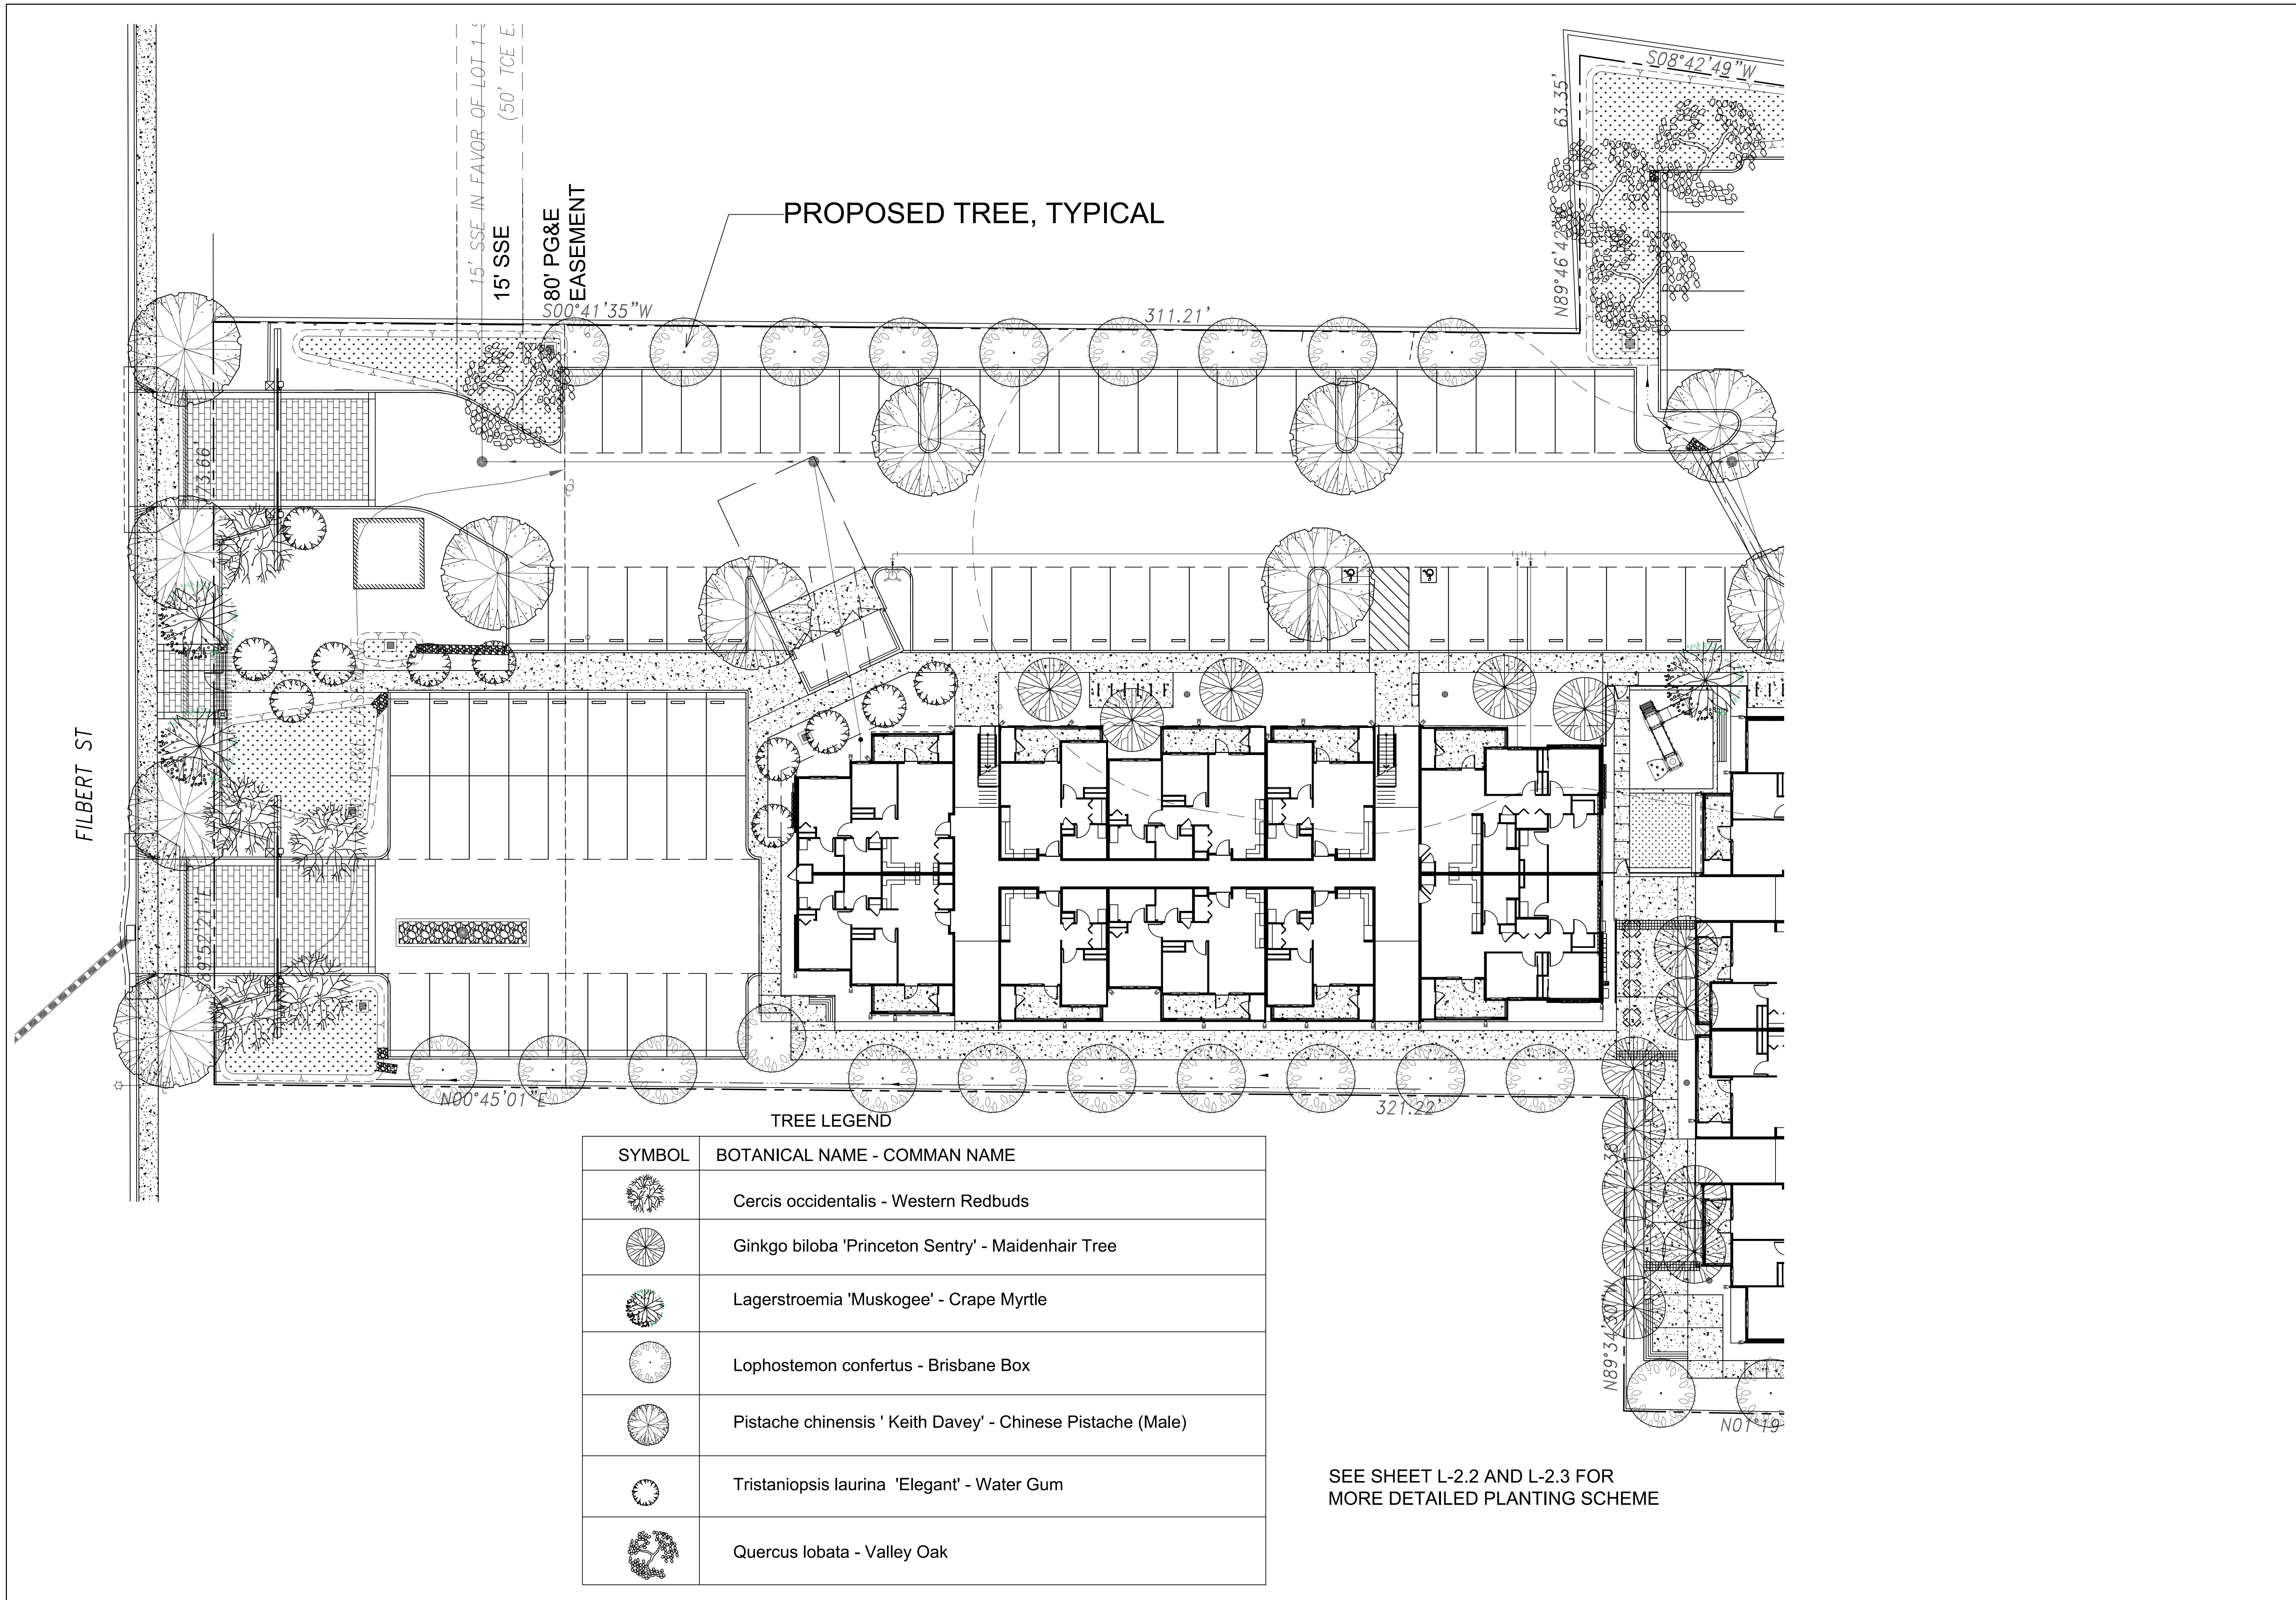 15' SSE IN FAVOR OF LOT 1
(50' TCE E
15' SSE
80' PG&E
EASEMENT
PROPOSED TREE, TYPICAL
S08°42'49"W
63.35'
N89°46'42"
S00°41'35"W
311.21'
173.66'
S89°52'21"E
FILBERT ST
N00°45'01"E
321.22'
N89°34'30"W
N01°19
TREE LEGEND
SYMBOL BOTANICAL NAME - COMMAN NAME
Cercis occidentalis - Western Redbuds
Ginkgo biloba 'Princeton Sentry' - Maidenhair Tree
Lagerstroemia 'Muskogee' - Crape Myrtle
Lophostemon confertus - Brisbane Box
Pistache chinensis ' Keith Davey' - Chinese Pistache (Male)
Tristaniopsis laurina 'Elegant' - Water Gum
Quercus lobata - Valley Oak
SEE SHEET L-2.2 AND L-2.3 FOR
MORE DETAILED PLANTING SCHEME